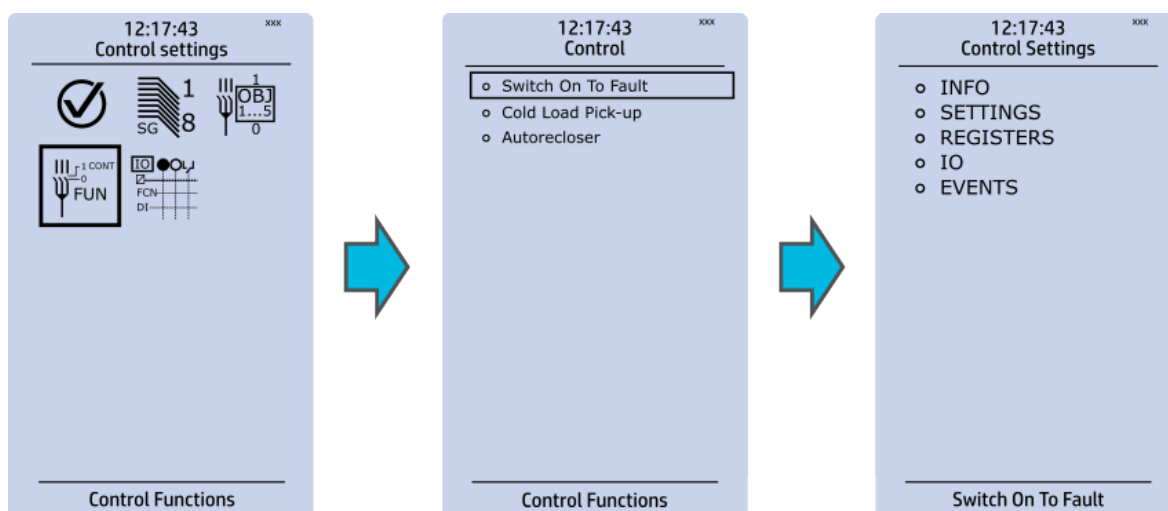 12:17:43 xxx
Control settings
1
SG 8
1
OBJ
1...5
0
1 CONT
0
FUN
IO
FCN
DI
Control Functions
12:17:43 xxx
Control
Switch On To Fault
Cold Load Pick-up
Autorecloser
Control Functions
12:17:43 xxx
Control Settings
INFO
SETTINGS
REGISTERS
IO
EVENTS
Switch On To Fault